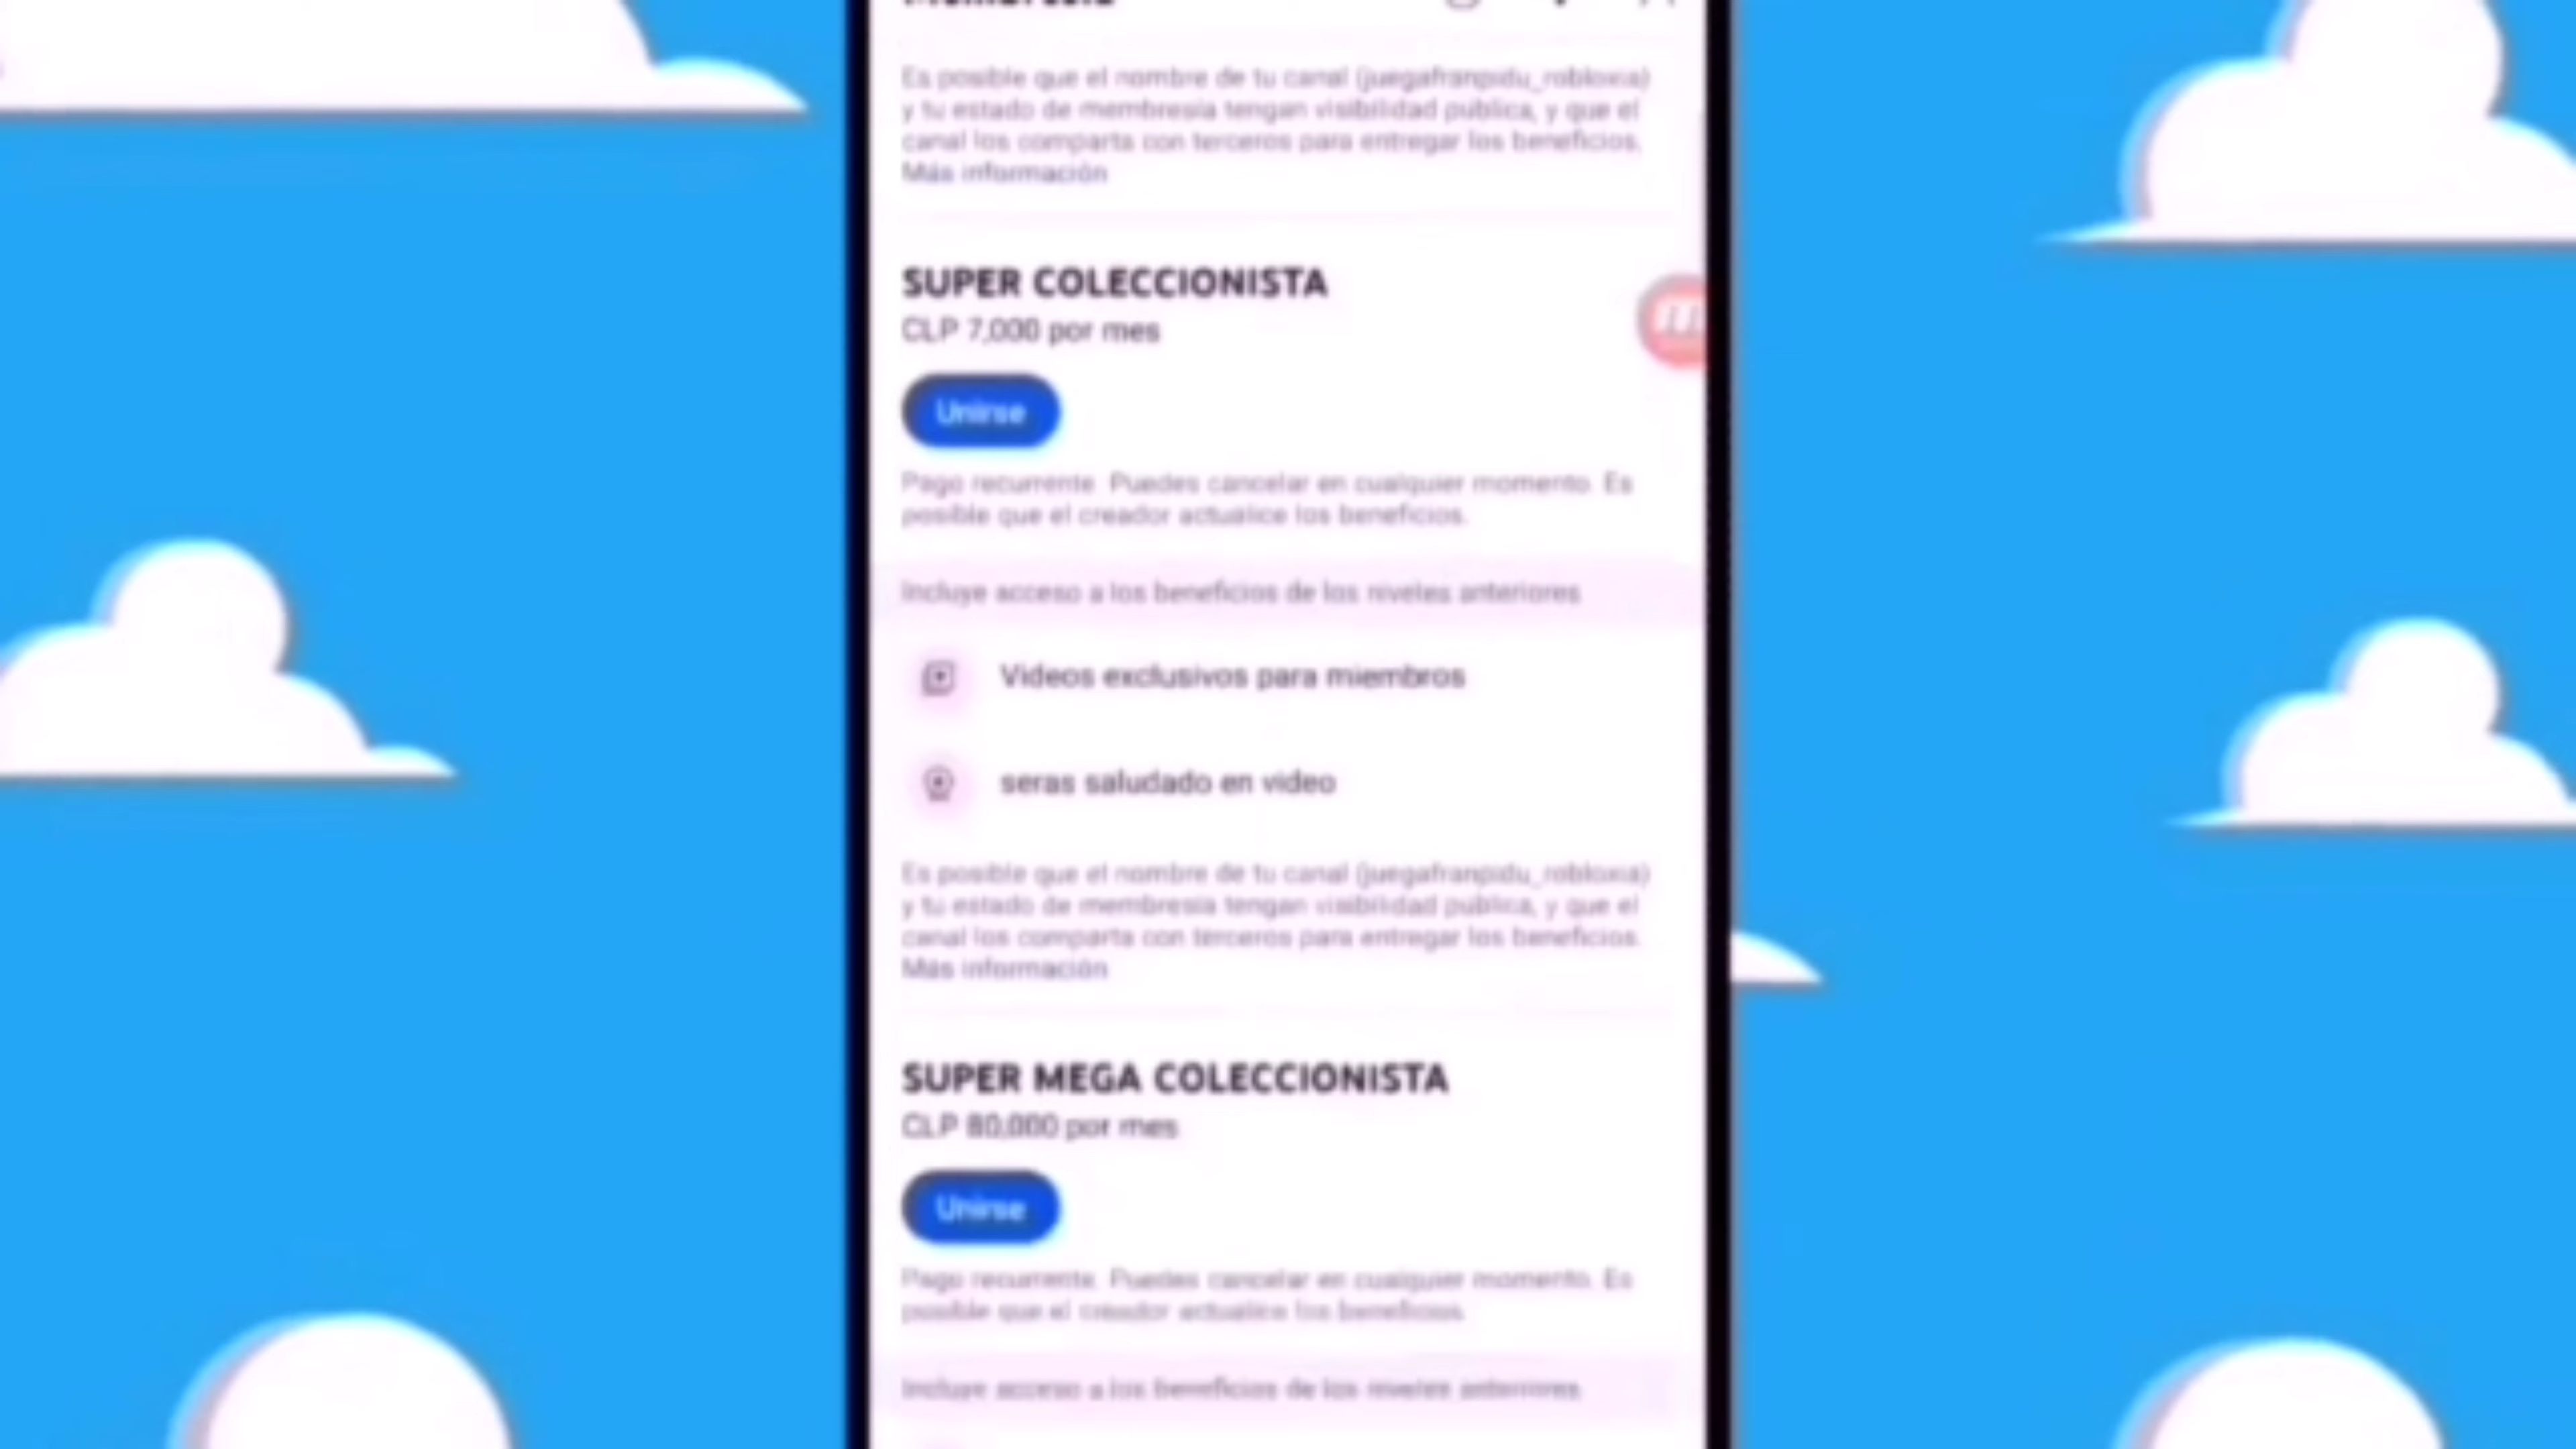 Es posible que el nombre de tu canal (juegafranpidu_robloxia)
y tu estado de membresía tengan visibilidad pública, y que el
canal los comparta con terceros para entregar los beneficios.
Más información
SUPER COLECCIONISTA
CLP 7,000 por mes
Unirse
Pago recurrente. Puedes cancelar en cualquier momento. Es
posible que el creador actualice los beneficios.
Incluye acceso a los beneficios de los niveles anteriores
Videos exclusivos para miembros
seras saludado en video
Es posible que el nombre de tu canal (juegafranpidu_robloxia)
y tu estado de membresía tengan visibilidad pública, y que el
canal los comparta con terceros para entregar los beneficios.
Más información
SUPER MEGA COLECCIONISTA
CLP 80,000 por mes
Unirse
Pago recurrente. Puedes cancelar en cualquier momento. Es
posible que el creador actualice los beneficios.
Incluye acceso a los beneficios de los niveles anteriores